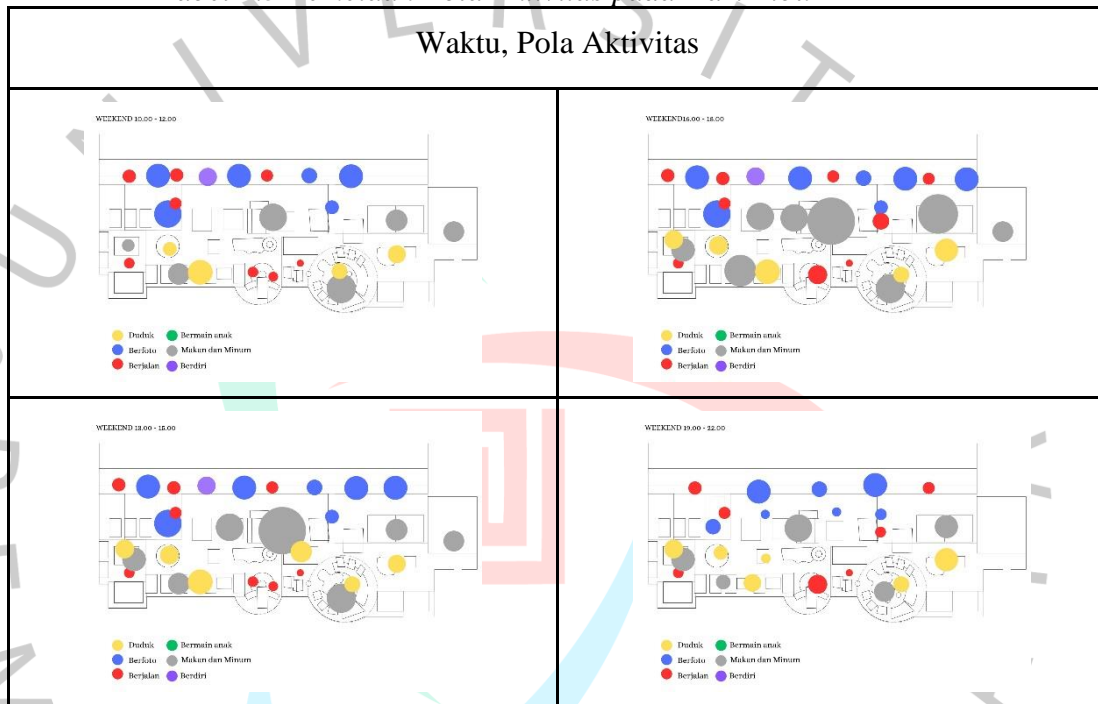 pada
UNIVERSIT
Waktu, Pola Aktivitas
WEEKEND 10.00 - 12.00
Duduk Bermain anak
Berfoto Makan dan Minum
Berjalan Berdiri
WEEKEND16.00 - 18.00
Duduk Bermain anak
Berfoto Makan dan Minum
Berjalan Berdiri
WEEKEND 13.00 - 15.00
Duduk Bermain anak
Berfoto Makan dan Minum
Berjalan Berdiri
WEEKEND 19.00 - 22.00
Duduk Bermain anak
Berfoto Makan dan Minum
Berjalan Berdiri